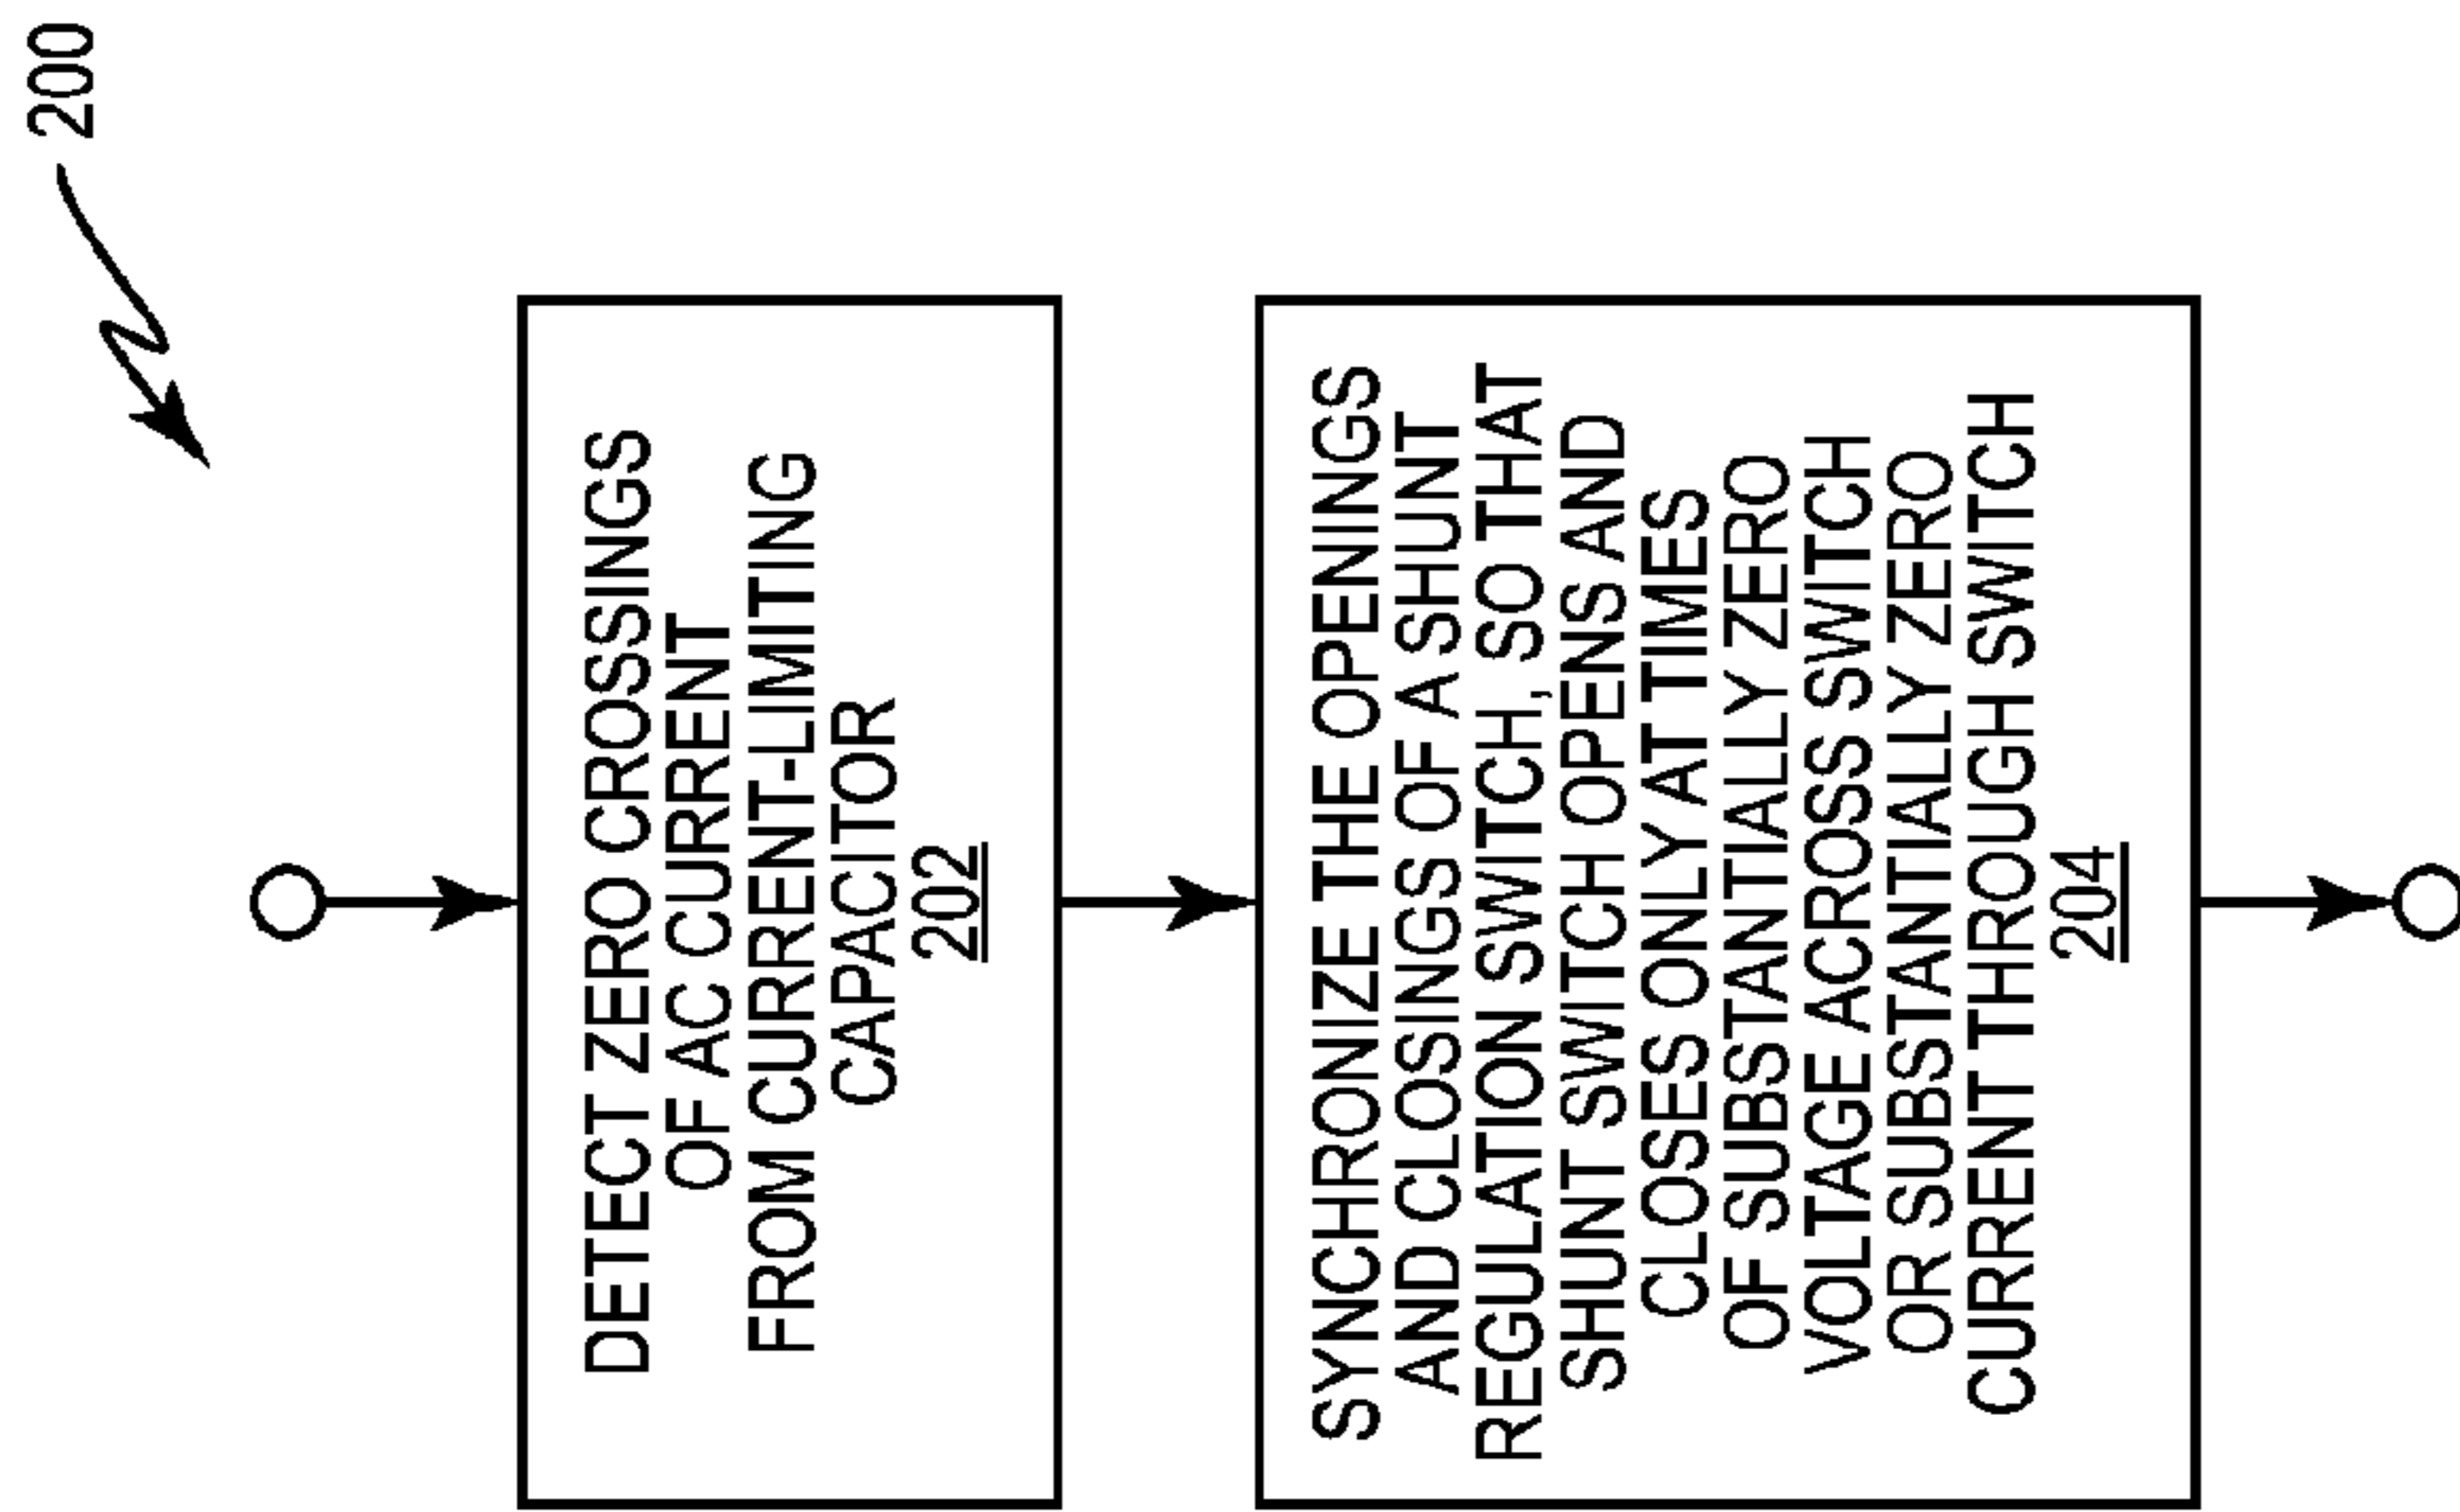 200
DETECT ZERO CROSSINGS
OF AC CURRENT
FROM CURRENT-LIMITING
CAPACITOR
202
SYNCHRONIZE THE OPENINGS
AND CLOSINGS OF A SHUNT
REGULATION SWITCH, SO THAT
SHUNT SWITCH OPENS AND
CLOSES ONLY AT TIMES
OF SUBSTANTIALLY ZERO
VOLTAGE ACROSS SWITCH
OR SUBSTANTIALLY ZERO
CURRENT THROUGH SWITCH
204